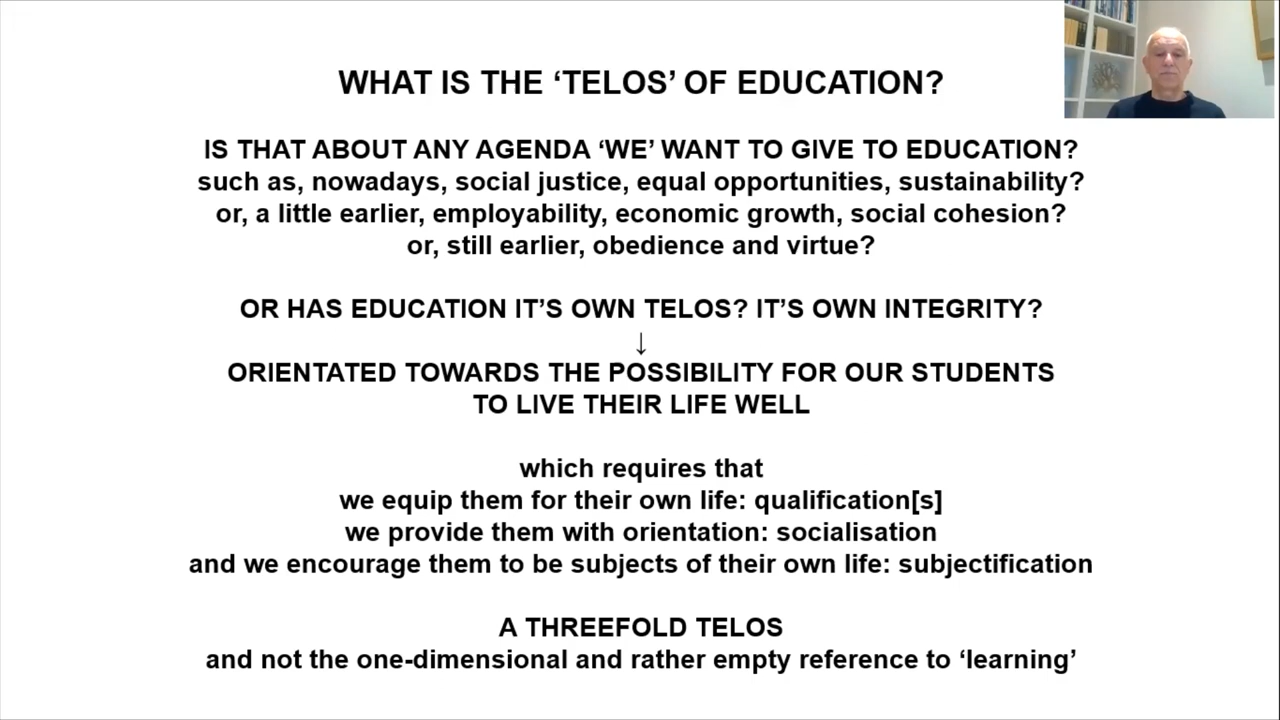 WHAT IS THE ‘TELOS’ OF EDUCATION?
IS THAT ABOUT ANY AGENDA ‘WE’ WANT TO GIVE TO EDUCATION?
such as, nowadays, social justice, equal opportunities, sustainability?
or, a little earlier, employability, economic growth, social cohesion?
or, still earlier, obedience and virtue?
OR HAS EDUCATION IT’S OWN TELOS? IT’S OWN INTEGRITY?
↓
ORIENTATED TOWARDS THE POSSIBILITY FOR OUR STUDENTS
TO LIVE THEIR LIFE WELL
which requires that
we equip them for their own life: qualification[s]
we provide them with orientation: socialisation
and we encourage them to be subjects of their own life: subjectification
A THREEFOLD TELOS
and not the one-dimensional and rather empty reference to ‘learning’